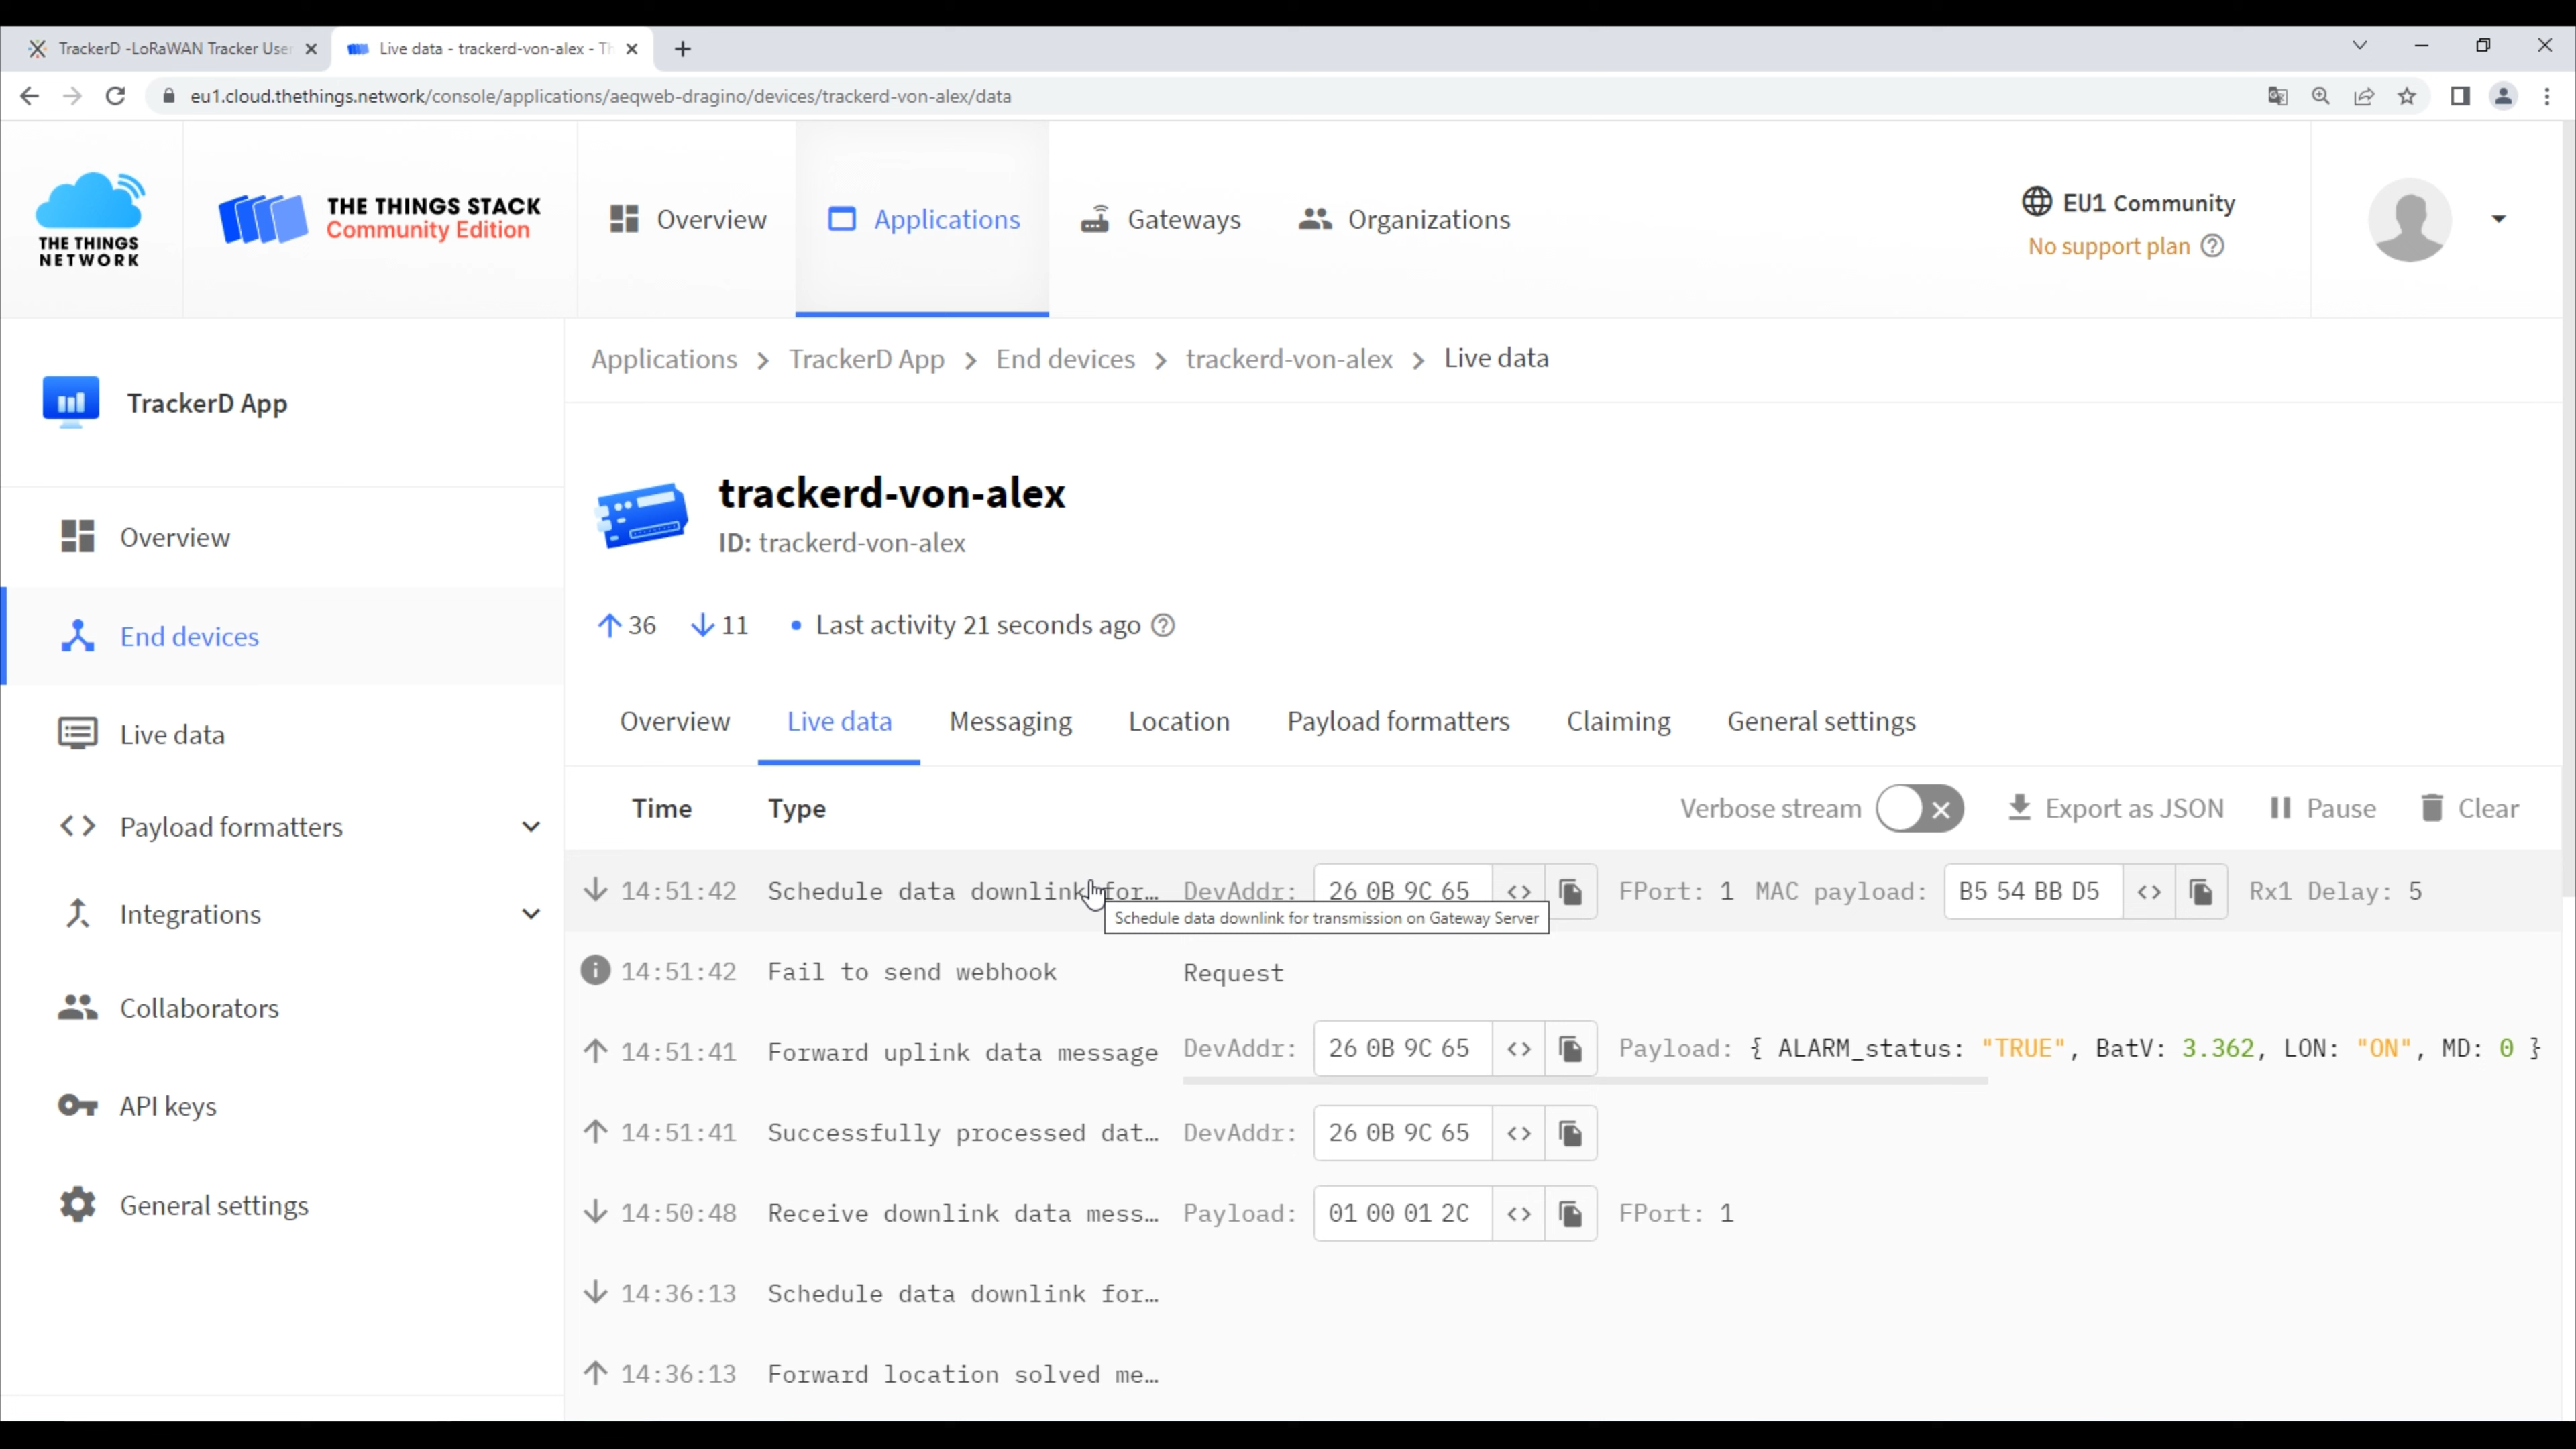 TrackerD -LoRaWAN Tracker User
Live data - trackerd-von-alex - Th
eu1.cloud.thethings.network/console/applications/aeqweb-dragino/devices/trackerd-von-alex/data
THE THINGS
NETWORK
THE THINGS STACK
Community Edition
Overview
Applications
Gateways
Organizations
EU1 Community
No support plan
TrackerD App
Overview
End devices
Live data
Payload formatters
Integrations
Collaborators
API keys
General settings
Applications > TrackerD App > End devices > trackerd-von-alex > Live data
trackerd-von-alex
ID: trackerd-von-alex
↑ 36 ↓ 11 • Last activity 21 seconds ago
Overview Live data Messaging Location Payload formatters Claiming General settings
Time Type Verbose stream Export as JSON Pause Clear
↓ 14:51:42 Schedule data downlink for… DevAddr: 26 0B 9C 65 <> FPort: 1 MAC payload: B5 54 BB D5 <> Rx1 Delay: 5
Schedule data downlink for transmission on Gateway Server
14:51:42 Fail to send webhook Request
↑ 14:51:41 Forward uplink data message DevAddr: 26 0B 9C 65 <> Payload: { ALARM_status: "TRUE", BatV: 3.362, LON: "ON", MD: 0 }
↑ 14:51:41 Successfully processed dat… DevAddr: 26 0B 9C 65 <>
↓ 14:50:48 Receive downlink data mess… Payload: 01 00 01 2C <> FPort: 1
↓ 14:36:13 Schedule data downlink for…
↑ 14:36:13 Forward location solved me…